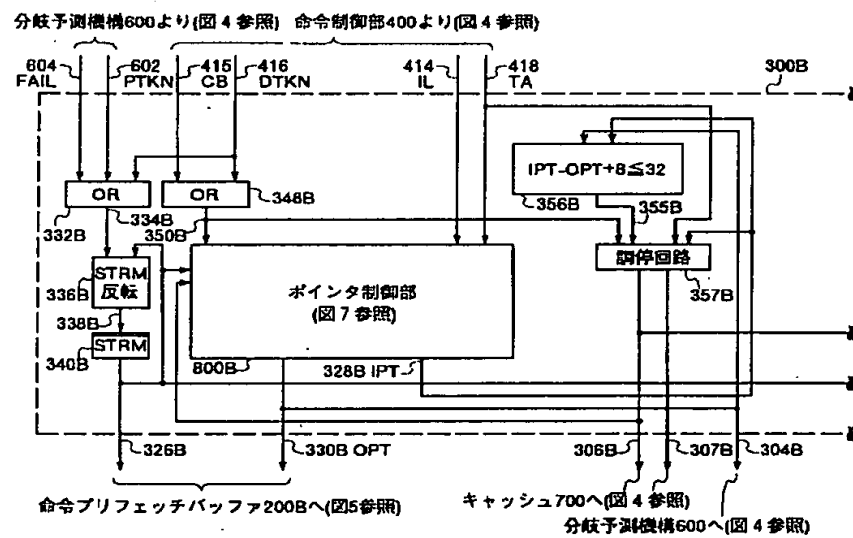 分岐予測機構600より(図4参照) 命令制御部400より(図4参照)
604 602 415 416 414 418
FAIL PTKN CB DTKN IL TA
300B
IPT-OPT+8≦32
OR OR
348B
356B 355B
332B 334B
350B
調停回路
357B
STRM
反転
336B
ポインタ制御部
(図7参照)
338B
STRM
340B
800B
328B IPT
326B 330B OPT 306B 307B 304B
命令プリフェッチバッファ200Bへ(図5参照)
キャッシュ700へ(図4参照)
分岐予測機構600へ(図4参照)